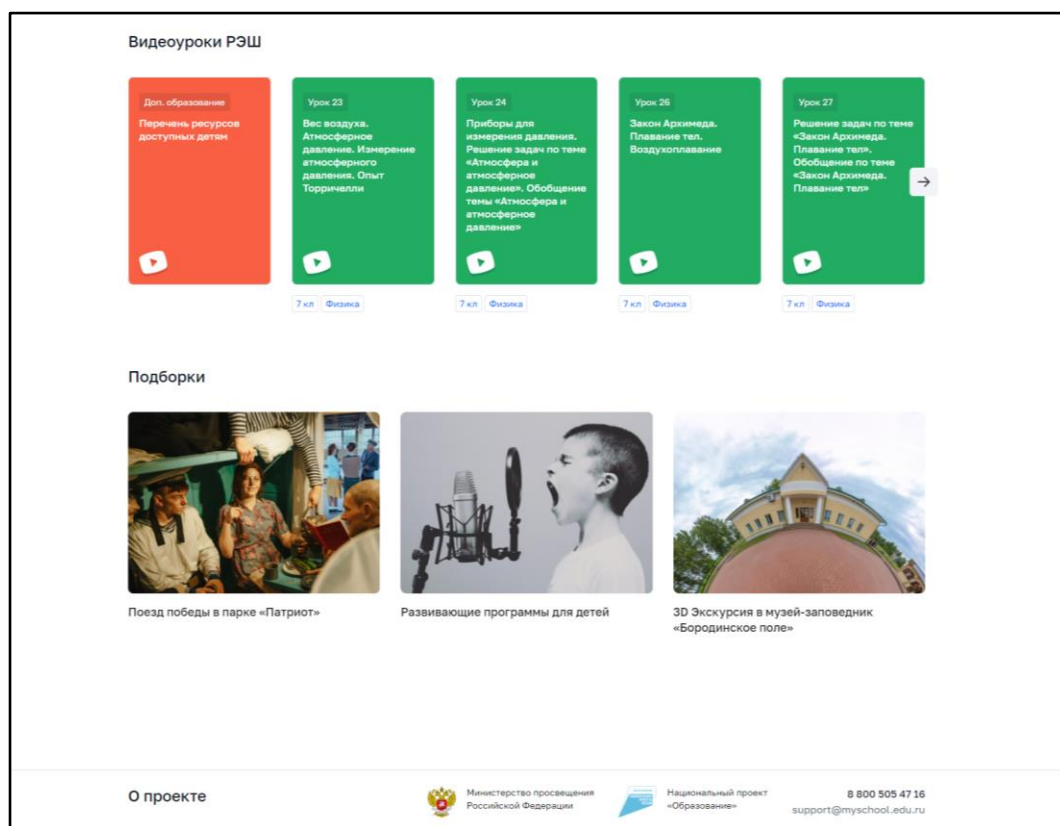 Видеоуроки РЭШ
Доп. образование
Перечень ресурсов
доступных детям
Урок 23
Вес воздуха.
Атмосферное
давление. Измерение
атмосферного
давления. Опыт
Торричелли
Урок 24
Приборы для
измерения давления.
Решение задач по теме
«Атмосфера и
атмосферное
давление». Обобщение
темы «Атмосфера и
атмосферное
давление»
Урок 26
Закон Архимеда.
Плавание тел.
Воздухоплавание
Урок 27
Решение задач по теме
«Закон Архимеда.
Плавание тел».
Обобщение по теме
«Закон Архимеда.
Плавание тел»
7 кл Физика
7 кл Физика
7 кл Физика
7 кл Физика
Подборки
Поезд победы в парке «Патриот»
Развивающие программы для детей
3D Экскурсия в музей-заповедник
«Бородинское поле»
О проекте
Министерство просвещения
Российской Федерации
Национальный проект
«Образование»
8 800 505 47 16
support@myschool.edu.ru